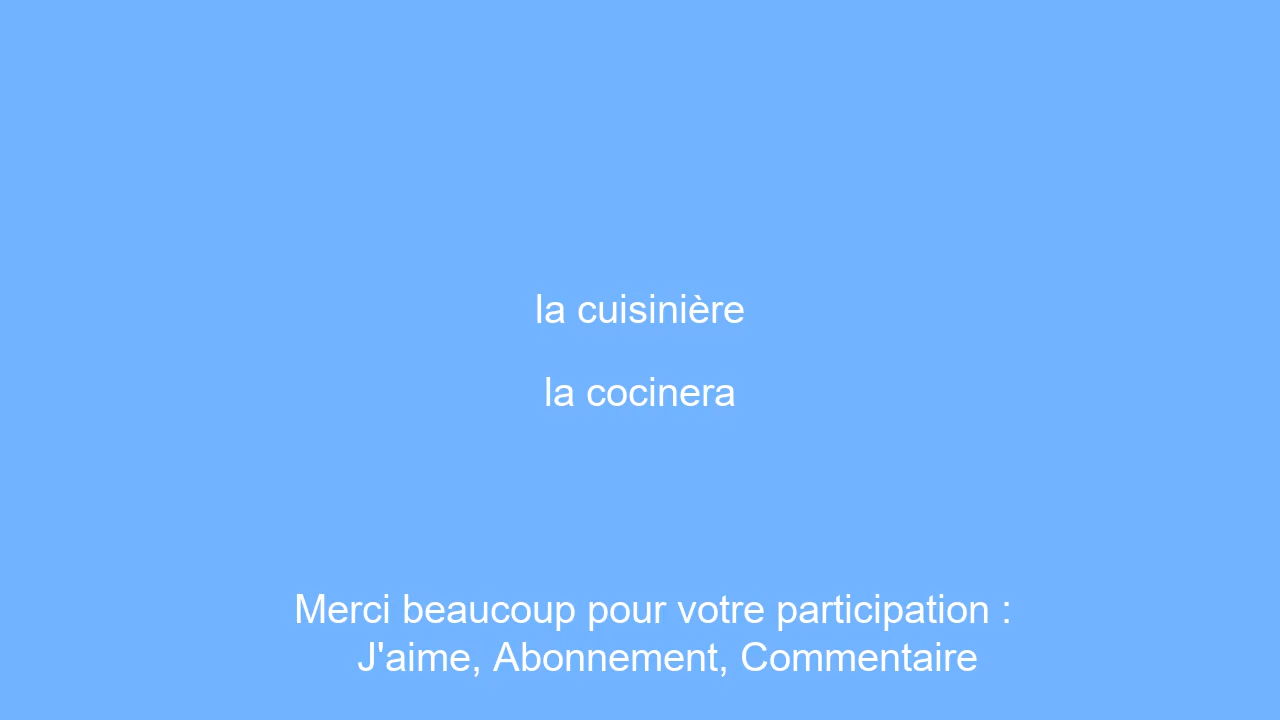 la cuisinière
la cocinera
Merci beaucoup pour votre participation :
J'aime, Abonnement, Commentaire